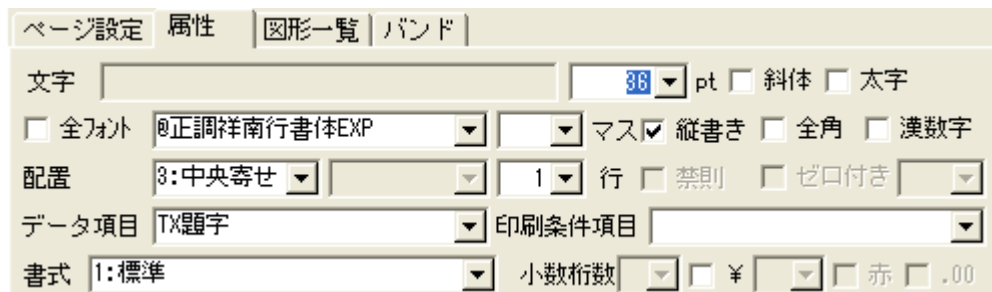 ページ設定 属性 図形一覧 バンド
文字 36 pt 斜体 太字
全フォント @正調祥南行書体EXP マス 縦書き 全角 漢数字
配置 3:中央寄せ 1 行 禁則 ゼロ付き
データ項目 TX題字 印刷条件項目
書式 1:標準 小数桁数 ¥ 赤 .00